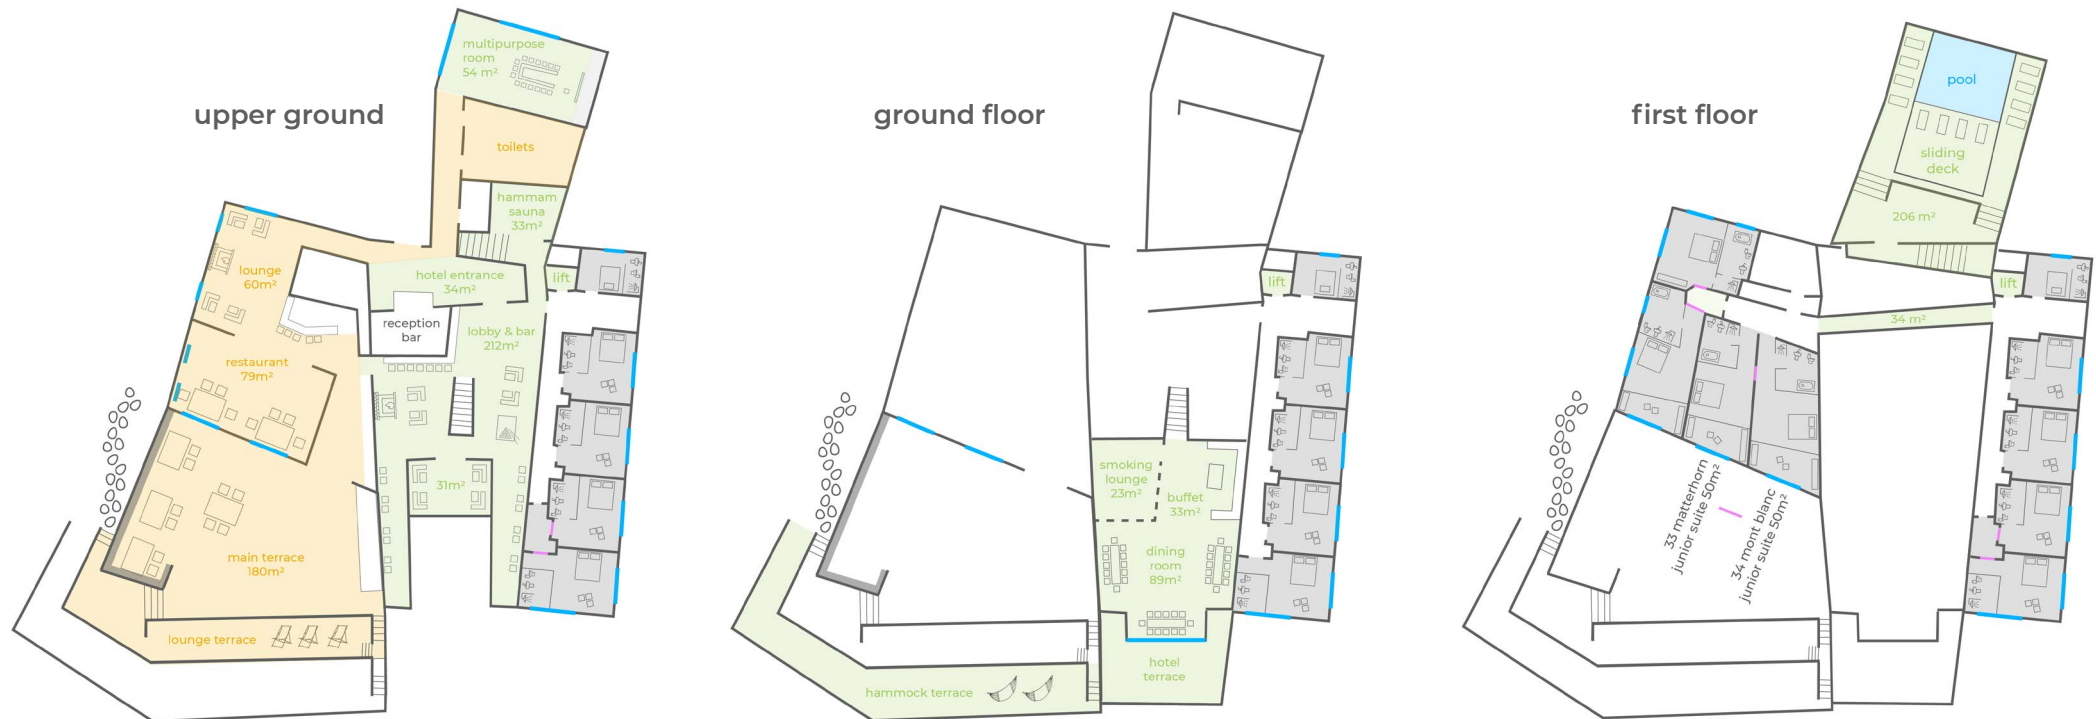 upper ground
multipurpose
room
54 m²
toilets
hammam
sauna
33m²
lounge
60m²
hotel entrance
34m²
lift
reception
bar
lobby & bar
212m²
restaurant
79m²
31m²
main terrace
180m²
lounge terrace
ground floor
lift
smoking
lounge
23m²
buffet
33m²
dining
room
89m²
hotel
terrace
hammock terrace
first floor
pool
sliding
deck
206 m²
lift
34 m²
33 matterhorn
junior suite 50m²
34 mont blanc
junior suite 50m²